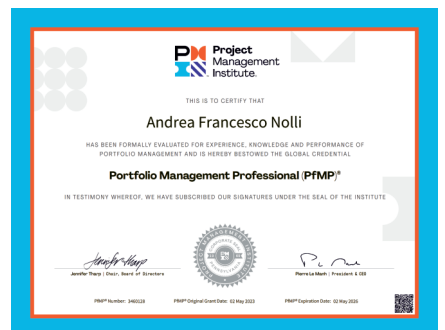 Project
Management
Institute.
THIS IS TO CERTIFY THAT
Andrea Francesco Nolli
HAS BEEN FORMALLY EVALUATED FOR EXPERIENCE, KNOWLEDGE AND PERFORMANCE OF
PORTFOLIO MANAGEMENT AND IS HEREBY BESTOWED THE GLOBAL CREDENTIAL
Portfolio Management Professional (PfMP)®
IN TESTIMONY WHEREOF, WE HAVE SUBSCRIBED OUR SIGNATURES UNDER THE SEAL OF THE INSTITUTE
CORPORATE SEAL
PENNSYLVANIA
Jennifer Tharp | Chair, Board of Directors
Pierre Le Manh | President & CEO
PfMP® Number: 3460128
PfMP® Original Grant Date: 02 May 2023
PfMP® Expiration Date: 02 May 2026